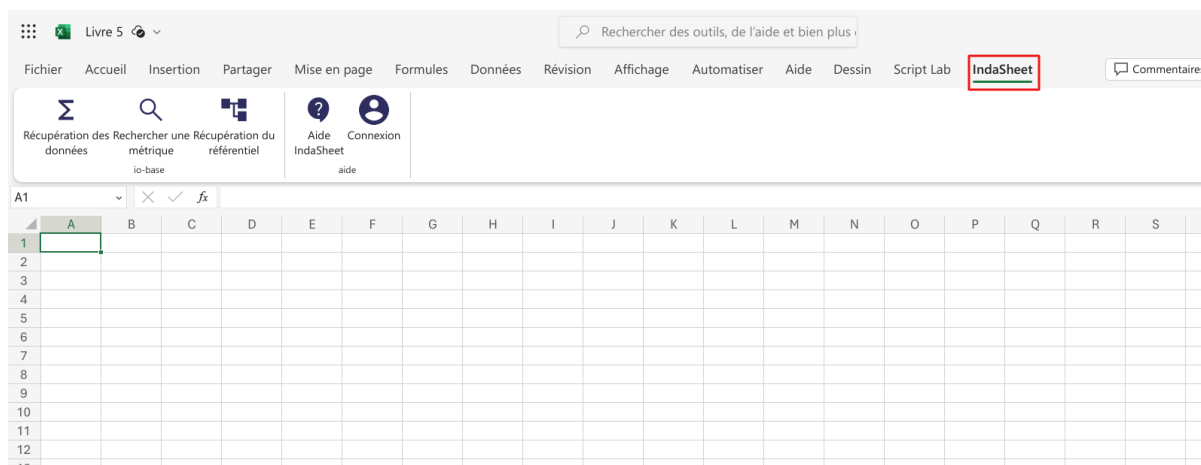 Livre 5
Rechercher des outils, de l'aide et bien plus
Fichier Accueil Insertion Partager Mise en page Formules Données Révision Affichage Automatiser Aide Dessin Script Lab IndaSheet Commentaires
Récupération des Rechercher une Récupération du Aide Connexion
données métrique référentiel IndaSheet
io-base aide
A1 fx
A B C D E F G H I J K L M N O P Q R S
1
2
3
4
5
6
7
8
9
10
11
12